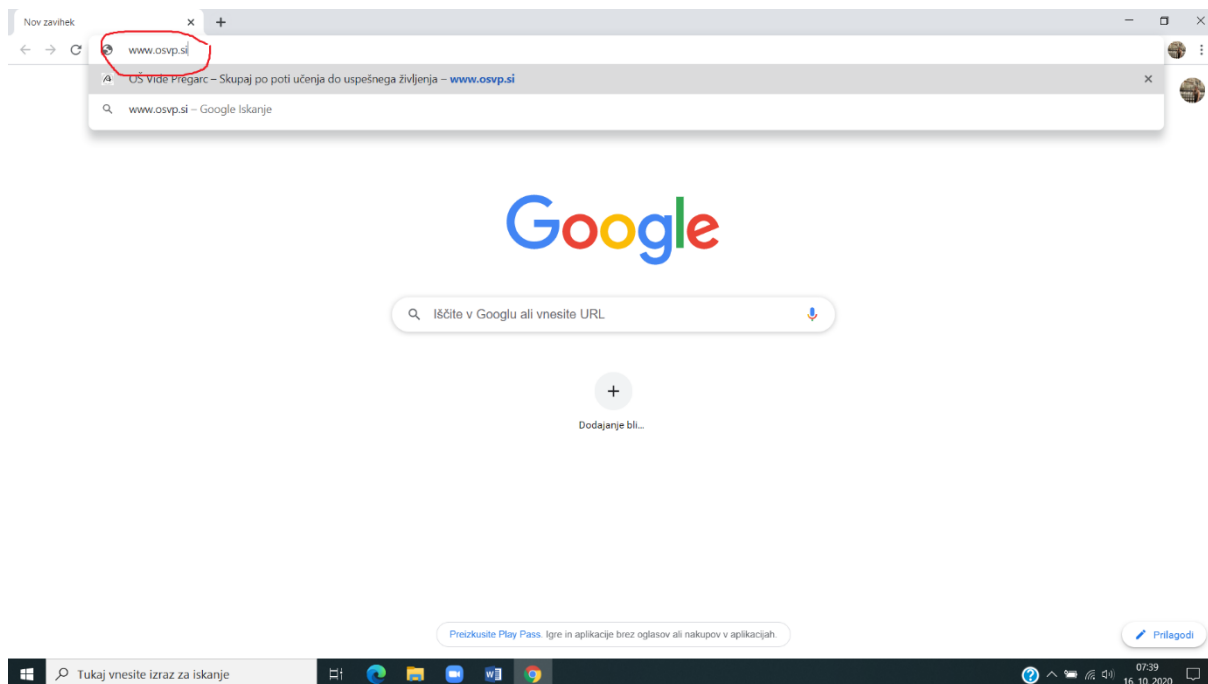 Nov zavihek
www.osvp.si
OŠ Vide Pregarc – Skupaj po poti učenja do uspešnega življenja – www.osvp.si
www.osvp.si – Google Iskanje
Google
Iščite v Googlu ali vnesite URL
Dodajanje bli...
Preizkusite Play Pass. Igre in aplikacije brez oglasov ali nakupov v aplikacijah.
Prilagodi
Tukaj vnesite izraz za iskanje
07:39
16. 10. 2020